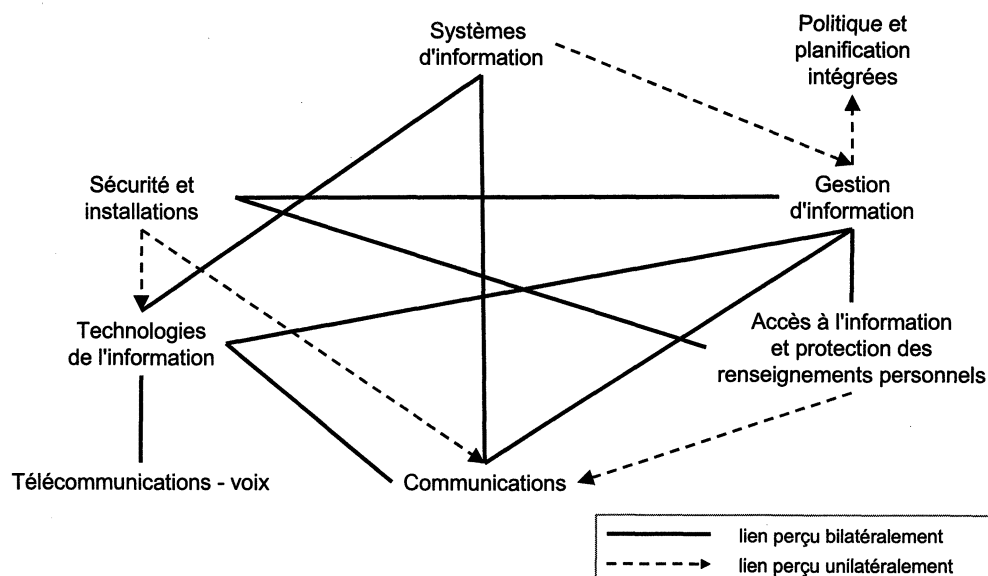 Systèmes
d'information
Politique et
planification
intégrées
Sécurité et
installations
Gestion
d'information
Technologies
de l'information
Accès à l'information
et protection des
renseignements personnels
Télécommunications - voix
Communications
lien perçu bilatéralement
lien perçu unilatéralement